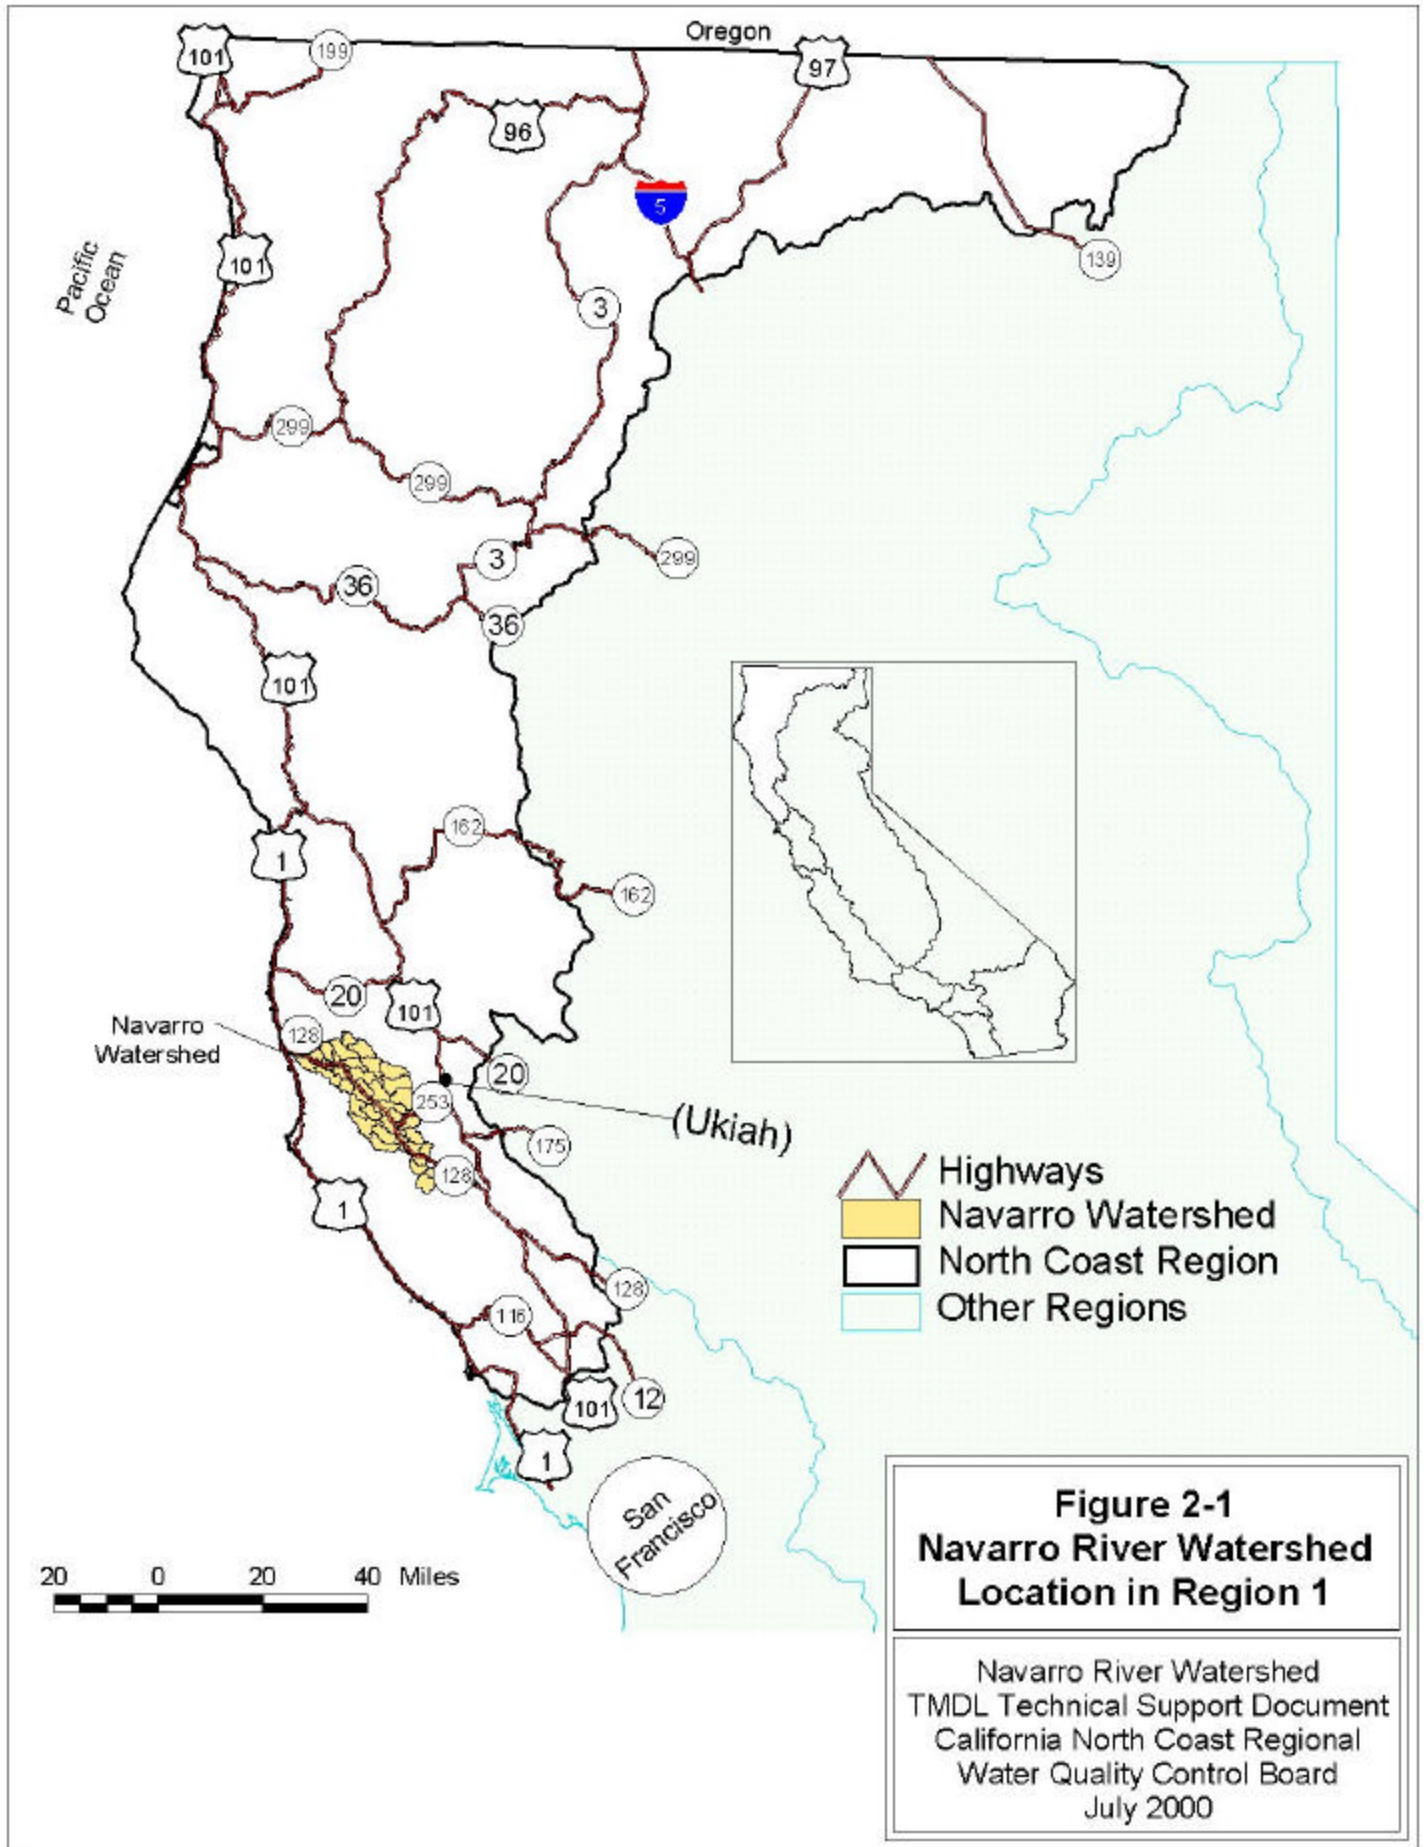 Oregon
101
199
97
96
5
Pacific
Ocean
101
139
3
299
299
3
299
36
36
101
162
1
162
20
101
Navarro
Watershed
128
20
253
(Ukiah)
175
128
1
Highways
Navarro Watershed
North Coast Region
Other Regions
128
116
12
101
1
San
Francisco
20 0 20 40 Miles
Figure 2-1
Navarro River Watershed
Location in Region 1
Navarro River Watershed
TMDL Technical Support Document
California North Coast Regional
Water Quality Control Board
July 2000